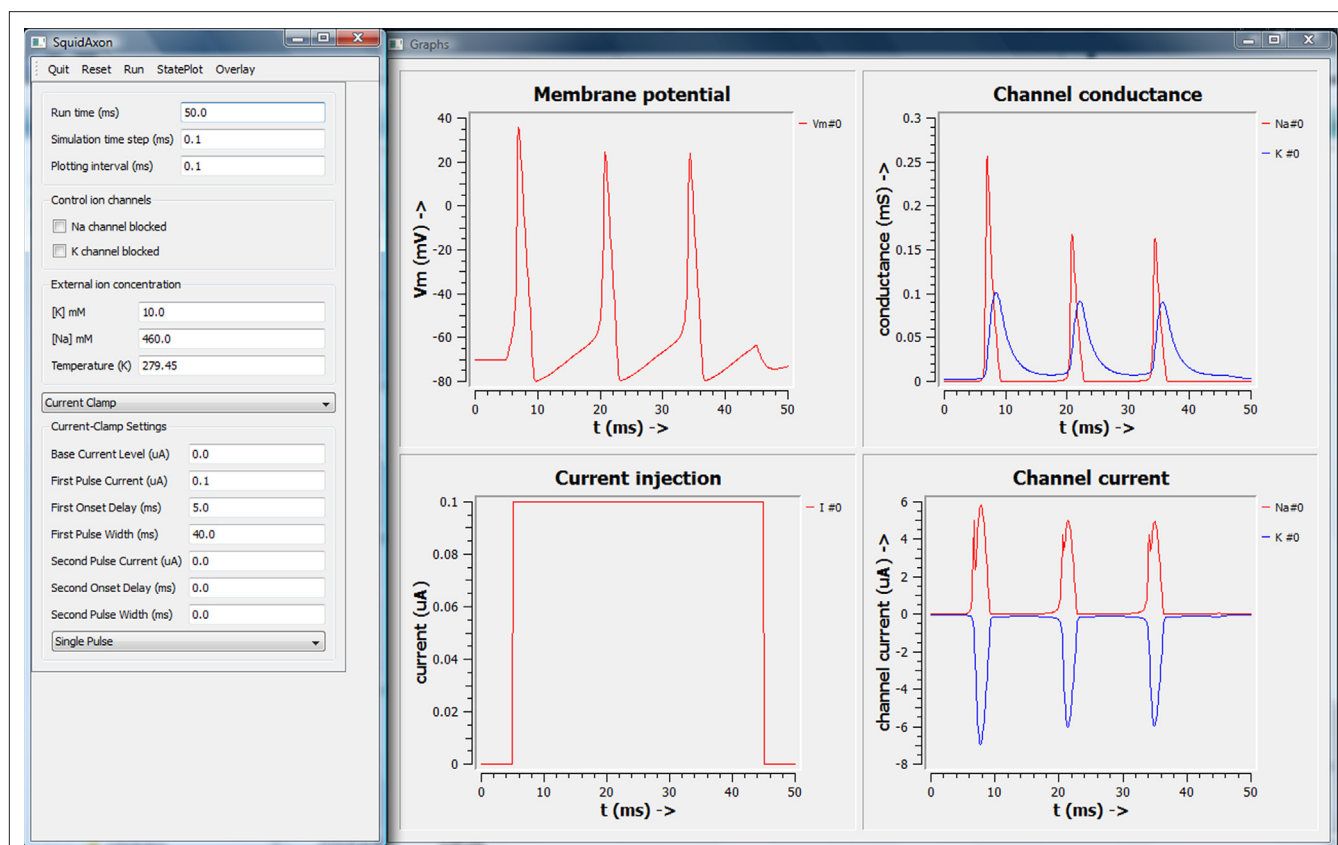 SquidAxon
Quit Reset Run StatePlot Overlay
Run time (ms) 50.0
Simulation time step (ms) 0.1
Plotting interval (ms) 0.1
Control ion channels
Na channel blocked
K channel blocked
External ion concentration
[K] mM 10.0
[Na] mM 460.0
Temperature (K) 279.45
Current Clamp
Current-Clamp Settings
Base Current Level (uA) 0.0
First Pulse Current (uA) 0.1
First Onset Delay (ms) 5.0
First Pulse Width (ms) 40.0
Second Pulse Current (uA) 0.0
Second Onset Delay (ms) 0.0
Second Pulse Width (ms) 0.0
Single Pulse
Graphs
Membrane potential
Vm#0
Vm (mV) ->
40
20
0
-20
-40
-60
-80
0 10 20 30 40 50
t (ms) ->
Channel conductance
Na#0
K #0
conductance (mS) ->
0.3
0.25
0.2
0.15
0.1
0.05
0
0 10 20 30 40 50
t (ms) ->
Current injection
I #0
current (uA)
0.1
0.08
0.06
0.04
0.02
0
0 10 20 30 40 50
t (ms) ->
Channel current
Na#0
K #0
channel current (uA) ->
6
4
2
0
-2
-4
-6
-8
0 10 20 30 40 50
t (ms) ->